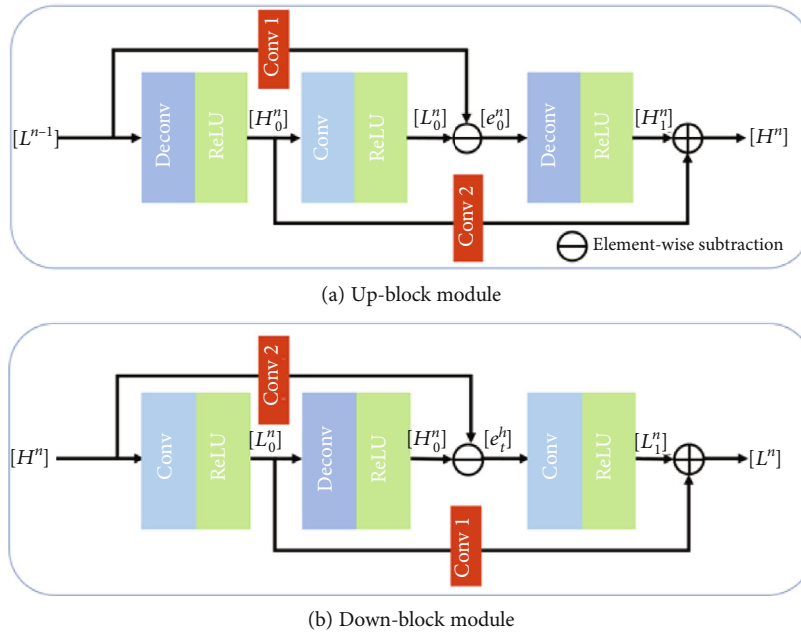 Conv 1
[L^{n-1}] Deconv ReLU [H_0^n] Conv ReLU [L_0^n] [e_0^n] Deconv ReLU [H_1^n] [H^n]
Conv 2
Element-wise subtraction
(a) Up-block module
Conv 2
[H^n] Conv ReLU [L_0^n] Deconv ReLU [H_0^n] [e_t^h] Conv ReLU [L_1^n] [L^n]
Conv 1
(b) Down-block module